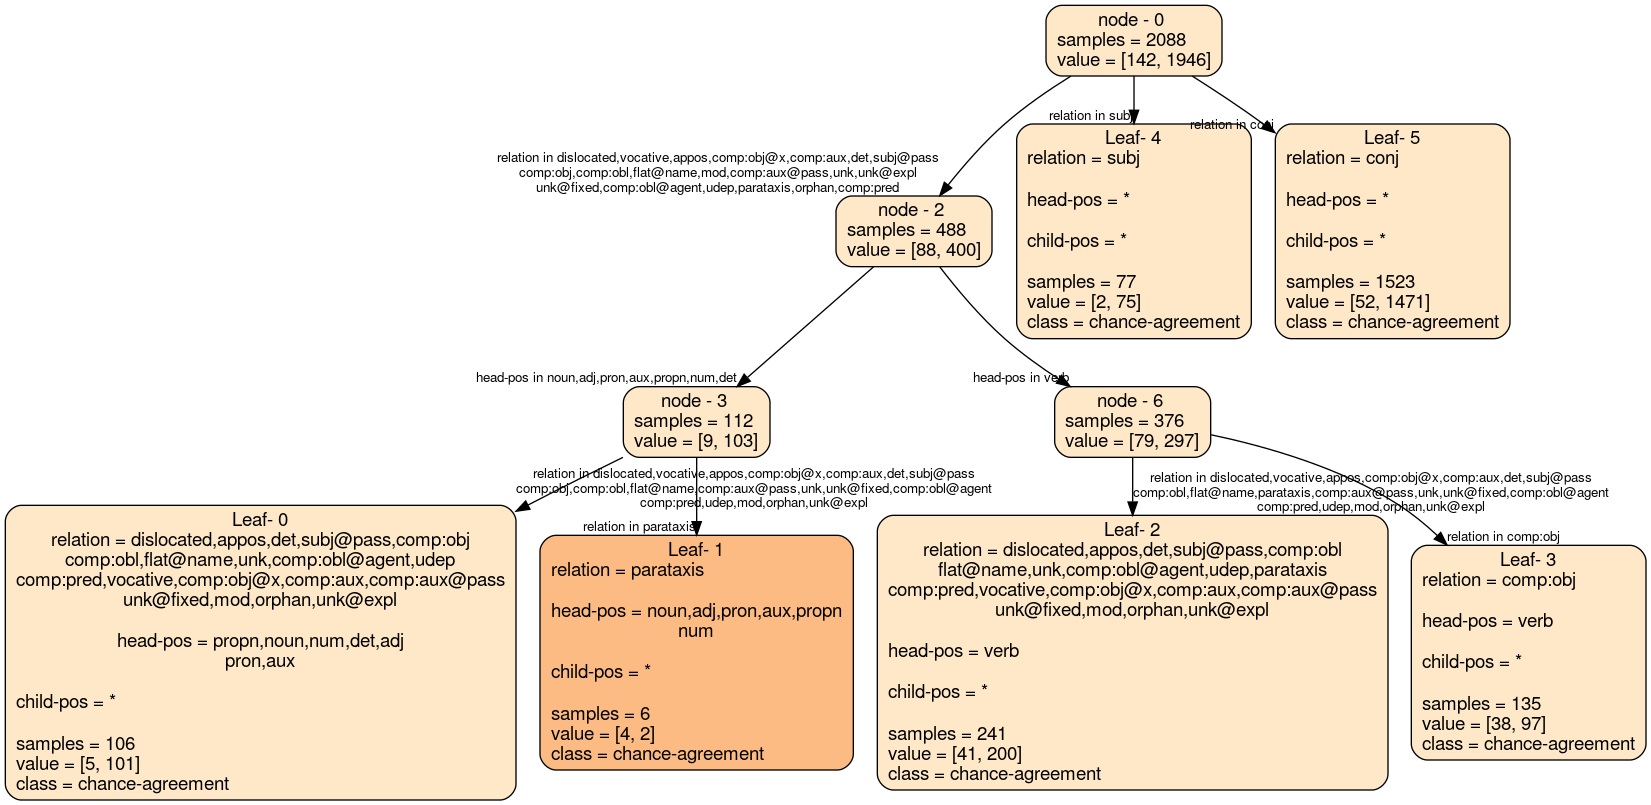 node - 0
samples = 2088
value = [142, 1946]
relation in subj
relation in conj
relation in dislocated,vocative,appos,comp:obj@x,comp:aux,det,subj@pass
comp:obj,comp:obl,flat@name,mod,comp:aux@pass,unk,unk@expl
unk@fixed,comp:obl@agent,udep,parataxis,orphan,comp:pred
Leaf- 4
relation = subj
head-pos = *
child-pos = *
samples = 77
value = [2, 75]
class = chance-agreement
Leaf- 5
relation = conj
head-pos = *
child-pos = *
samples = 1523
value = [52, 1471]
class = chance-agreement
node - 2
samples = 488
value = [88, 400]
head-pos in noun,adj,pron,aux,propn,num,det
head-pos in verb
node - 3
samples = 112
value = [9, 103]
node - 6
samples = 376
value = [79, 297]
relation in dislocated,vocative,appos,comp:obj@x,comp:aux,det,subj@pass
comp:obj,comp:obl,flat@name,comp:aux@pass,unk,unk@fixed,comp:obl@agent
comp:pred,udep,mod,orphan,unk@expl
relation in parataxis
relation in dislocated,vocative,appos,comp:obj@x,comp:aux,det,subj@pass
comp:obl,flat@name,parataxis,comp:aux@pass,unk,unk@fixed,comp:obl@agent
comp:pred,udep,mod,orphan,unk@expl
relation in comp:obj
Leaf- 0
relation = dislocated,appos,det,subj@pass,comp:obj
comp:obl,flat@name,unk,comp:obl@agent,udep
comp:pred,vocative,comp:obj@x,comp:aux,comp:aux@pass
unk@fixed,mod,orphan,unk@expl
head-pos = propn,noun,num,det,adj
pron,aux
child-pos = *
samples = 106
value = [5, 101]
class = chance-agreement
Leaf- 1
relation = parataxis
head-pos = noun,adj,pron,aux,propn
num
child-pos = *
samples = 6
value = [4, 2]
class = chance-agreement
Leaf- 2
relation = dislocated,appos,det,subj@pass,comp:obl
flat@name,unk,comp:obl@agent,udep,parataxis
comp:pred,vocative,comp:obj@x,comp:aux,comp:aux@pass
unk@fixed,mod,orphan,unk@expl
head-pos = verb
child-pos = *
samples = 241
value = [41, 200]
class = chance-agreement
Leaf- 3
relation = comp:obj
head-pos = verb
child-pos = *
samples = 135
value = [38, 97]
class = chance-agreement